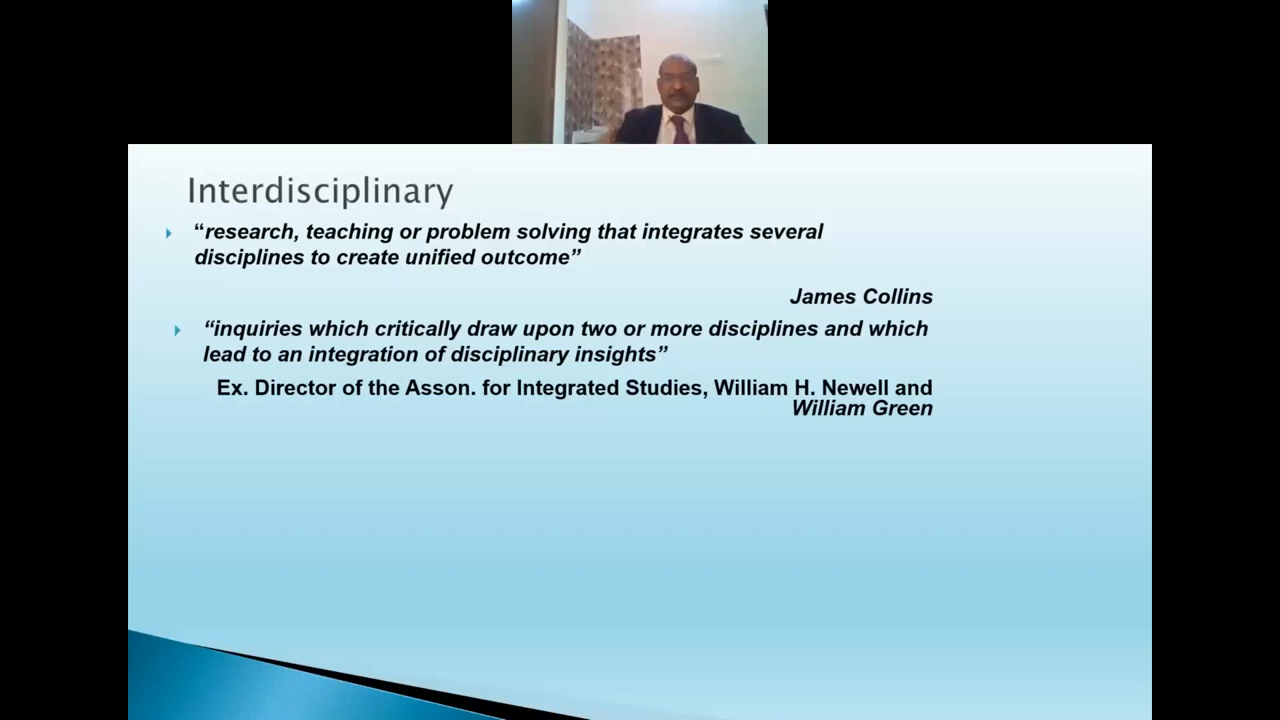 Interdisciplinary
“research, teaching or problem solving that integrates several
disciplines to create unified outcome”
James Collins
“inquiries which critically draw upon two or more disciplines and which
lead to an integration of disciplinary insights”
Ex. Director of the Asson. for Integrated Studies, William H. Newell and
William Green